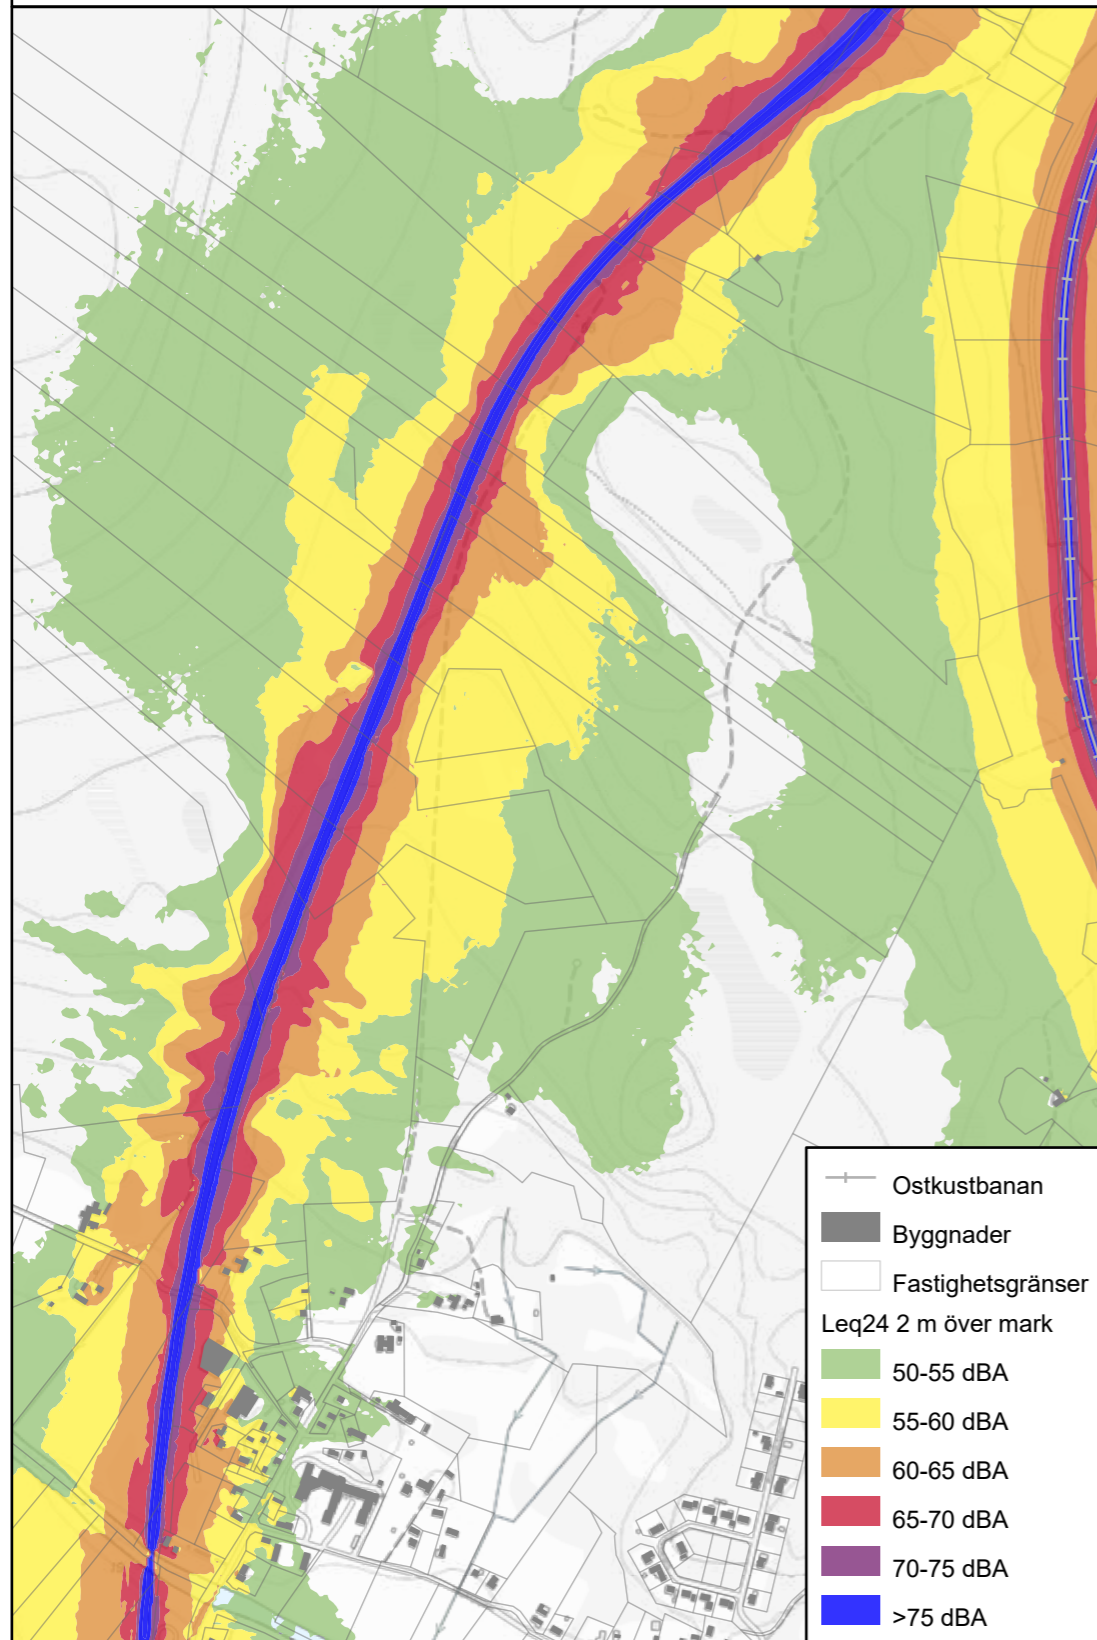 Ostkustbanan
Byggnader
Fastighetsgränser
Leq24 2 m över mark
50-55 dBA
55-60 dBA
60-65 dBA
65-70 dBA
70-75 dBA
>75 dBA